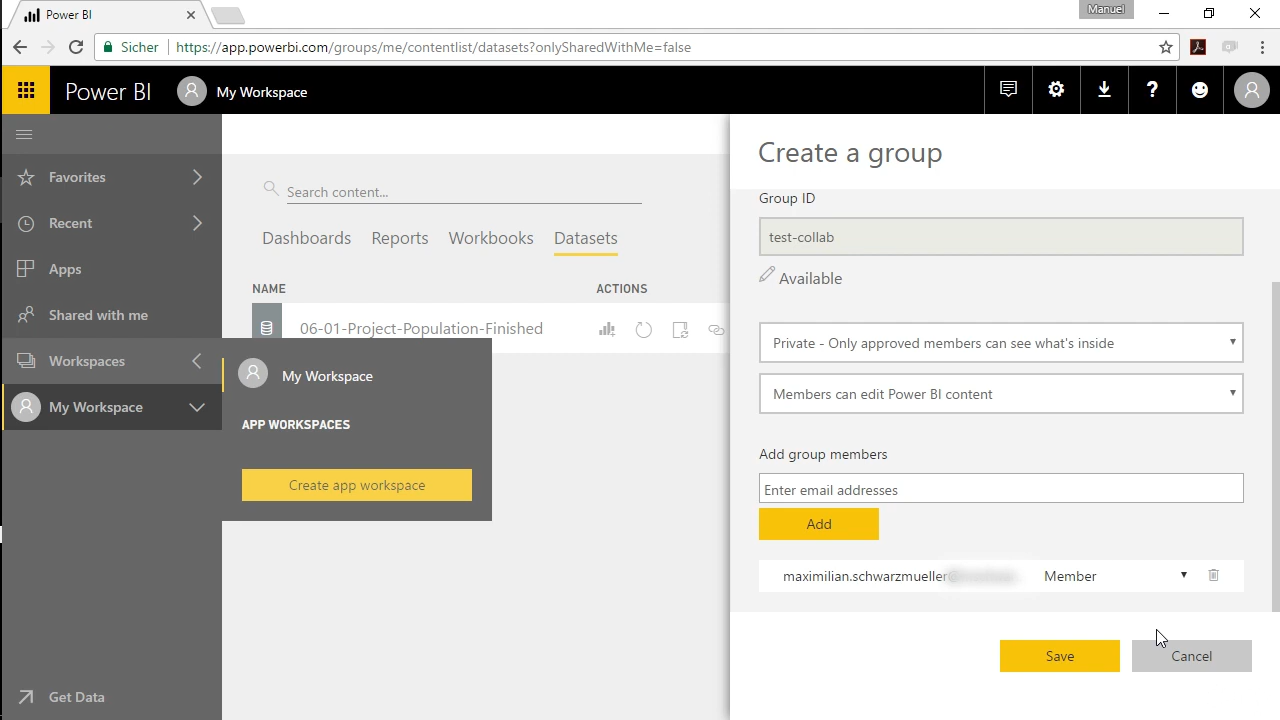 Power BI
Manuel
Sicher https://app.powerbi.com/groups/me/contentlist/datasets?onlySharedWithMe=false
Power BI My Workspace
Favorites
Recent
Apps
Shared with me
Workspaces
My Workspace
Get Data
My Workspace
APP WORKSPACES
Create app workspace
Search content...
Dashboards Reports Workbooks Datasets
NAME ACTIONS
06-01-Project-Population-Finished
Create a group
Group ID
test-collab
Available
Private - Only approved members can see what's inside
Members can edit Power BI content
Add group members
Enter email addresses
Add
maximilian.schwarzmueller@ Member
Save Cancel